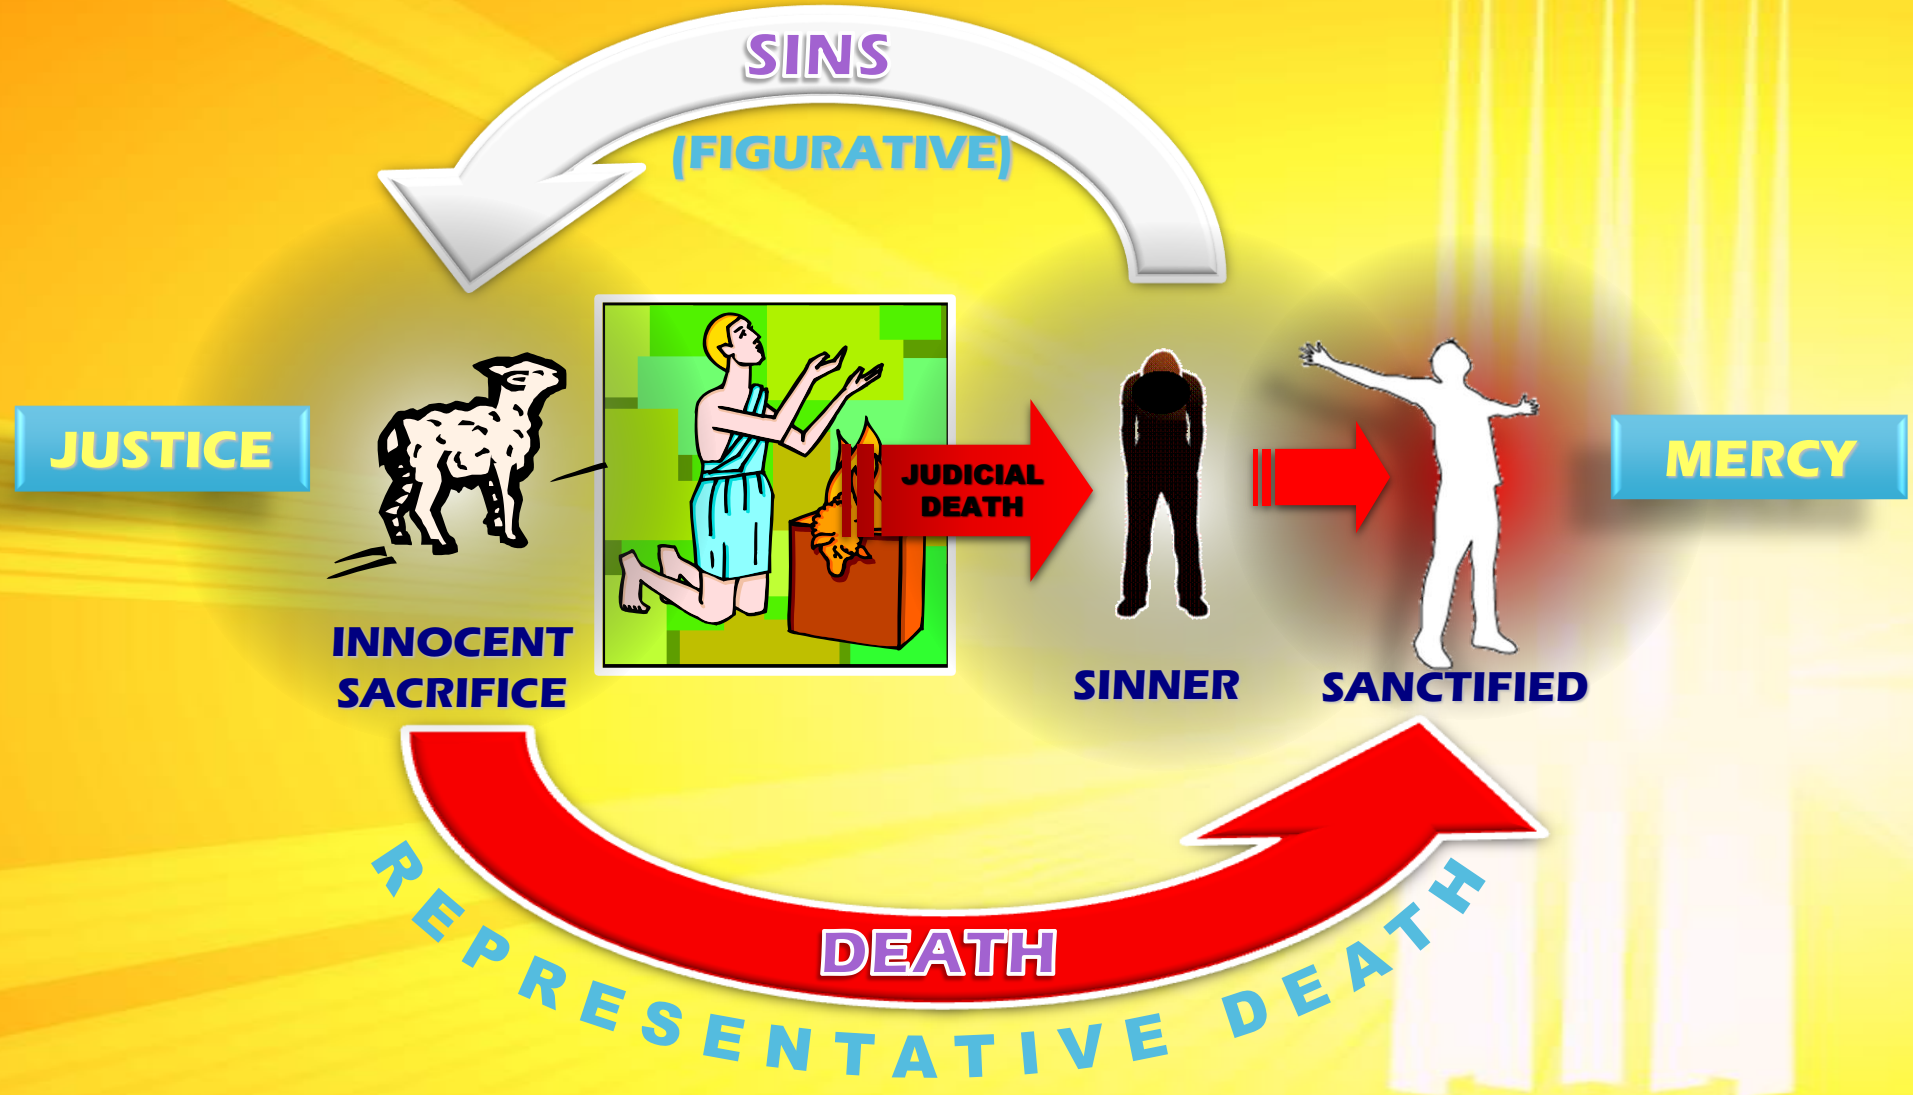 SINS
(FIGURATIVE)
JUSTICE
MERCY
JUDICIAL
DEATH
INNOCENT
SACRIFICE
SINNER
SANCTIFIED
DEATH
REPRESENTATIVE DEATH